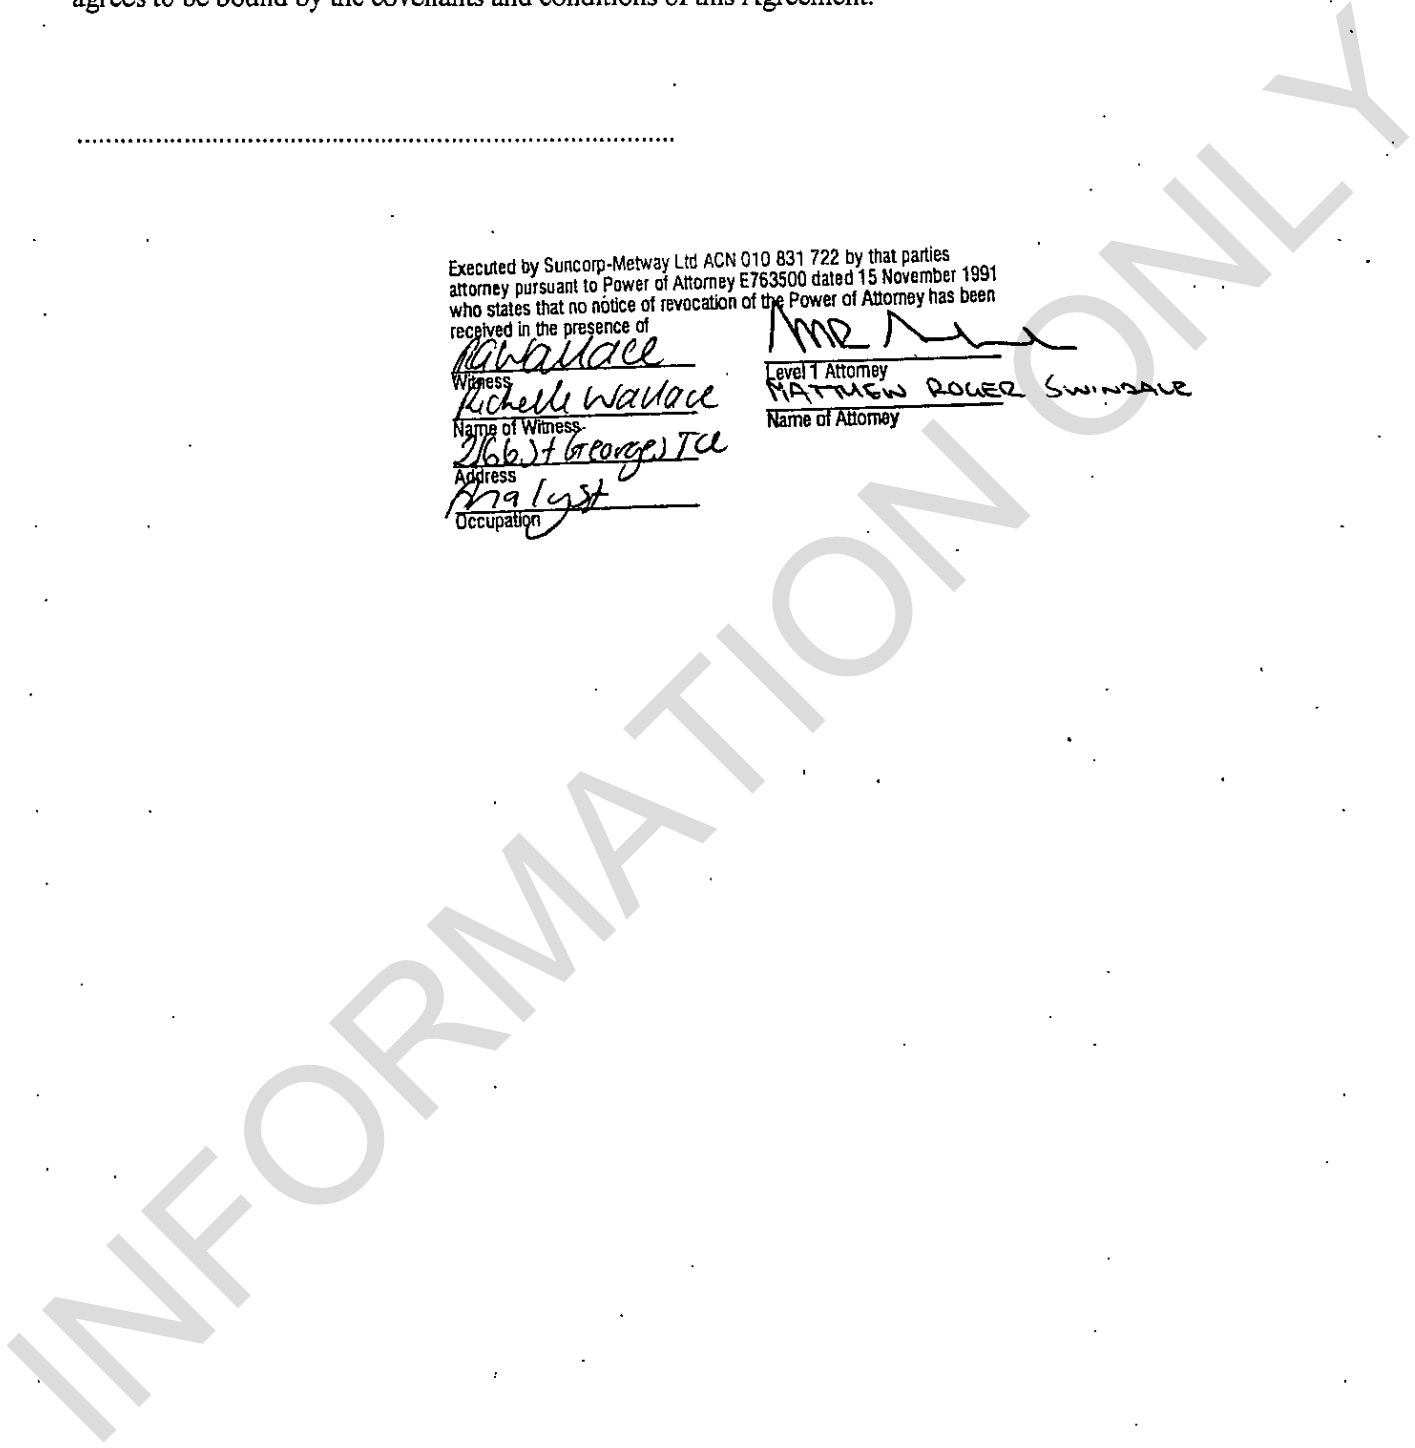 agrees to be bound by the covenants and conditions of this Agreement.
Executed by Suncorp-Metway Ltd ACN 010 831 722 by that parties
attorney pursuant to Power of Attorney E763500 dated 15 November 1991
who states that no notice of revocation of the Power of Attorney has been
received in the presence of
RAWallace
Witness
Richelle Wallace
Name of Witness
2/66 St Georges Tce
Address
Analyst
Occupation
Level 1 Attorney
MATTHEW ROGER SWINDALE
Name of Attorney
INFORMATION ONLY